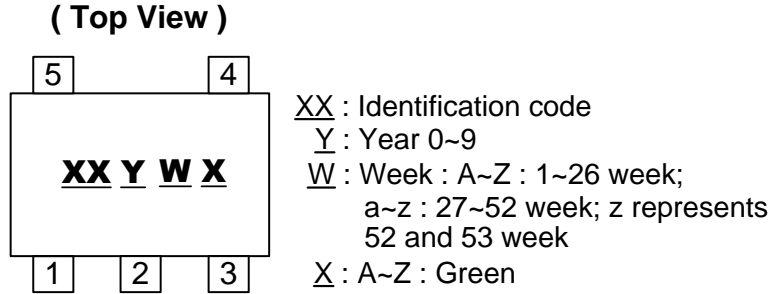 ( Top View )
5 4
XX Y W X
1 2 3
XX : Identification code
Y : Year 0~9
W : Week : A~Z : 1~26 week;
a~z : 27~52 week; z represents
52 and 53 week
X : A~Z : Green